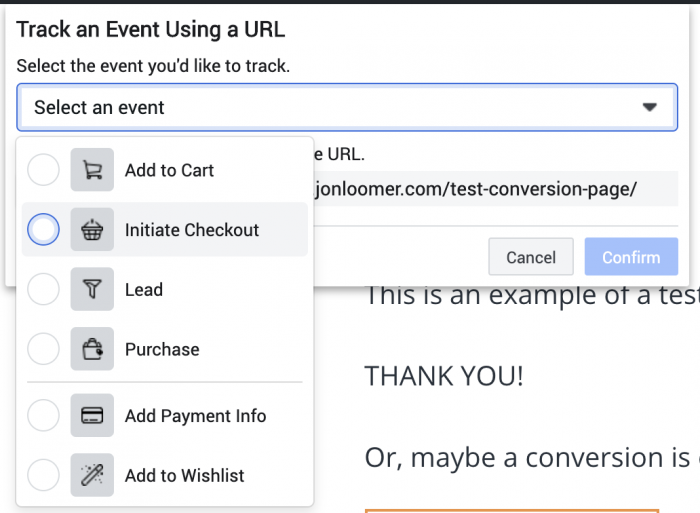 Track an Event Using a URL
Select the event you'd like to track.
Select an event
e URL.
jonloomer.com/test-conversion-page/
Add to Cart
Initiate Checkout
Lead
Purchase
Add Payment Info
Add to Wishlist
Cancel
Confirm
This is an example of a test
THANK YOU!
Or, maybe a conversion is